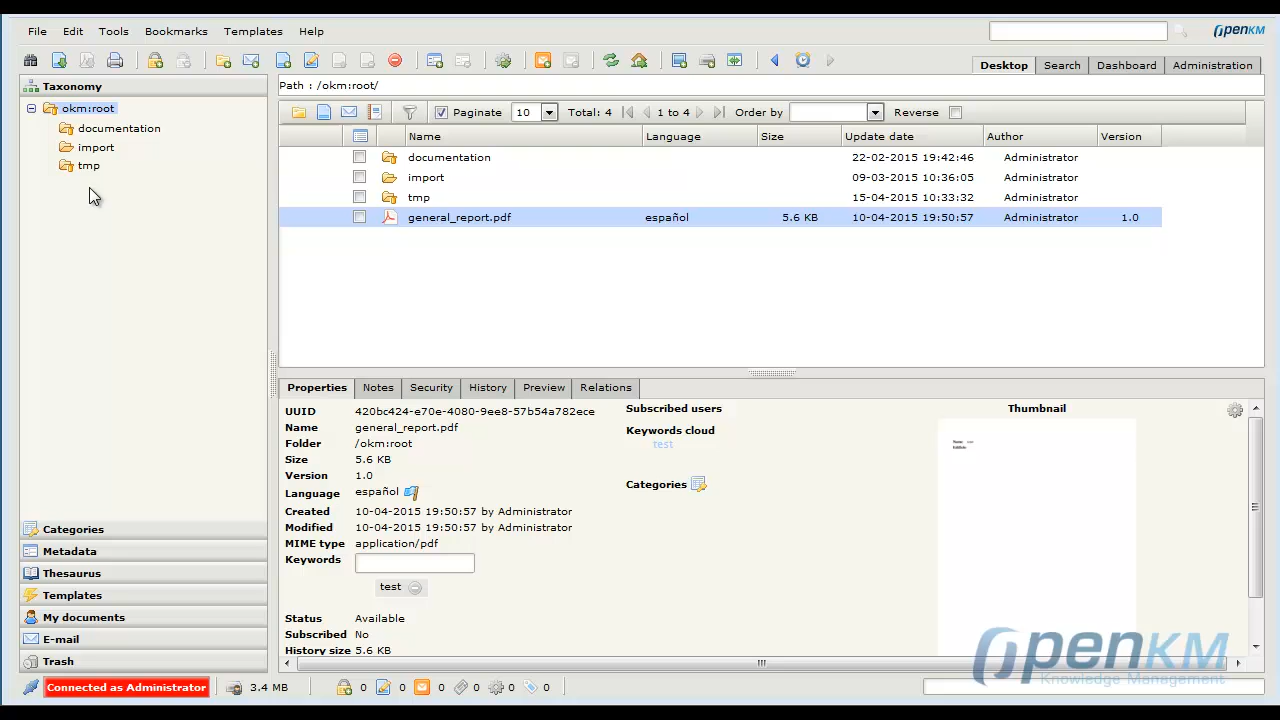 File Edit Tools Bookmarks Templates Help
OPENKM
Desktop Search Dashboard Administration
Taxonomy
okm:root
documentation
import
tmp
Path : /okm:root/
Paginate 10 Total: 4 1 to 4 Order by Reverse
Name Language Size Update date Author Version
documentation 22-02-2015 19:42:46 Administrator
import 09-03-2015 10:36:05 Administrator
tmp 15-04-2015 10:33:32 Administrator
general_report.pdf español 5.6 KB 10-04-2015 19:50:57 Administrator 1.0
Properties Notes Security History Preview Relations
UUID 420bc424-e70e-4080-9ee8-57b54a782ece
Name general_report.pdf
Folder /okm:root
Size 5.6 KB
Version 1.0
Language español
Created 10-04-2015 19:50:57 by Administrator
Modified 10-04-2015 19:50:57 by Administrator
MIME type application/pdf
Keywords
test
Status Available
Subscribed No
History size 5.6 KB
Subscribed users
Keywords cloud
test
Categories
Thumbnail
Categories
Metadata
Thesaurus
Templates
My documents
E-mail
Trash
OpenKM
Knowledge Management
Connected as Administrator 3.4 MB 0 0 0 0 0 0